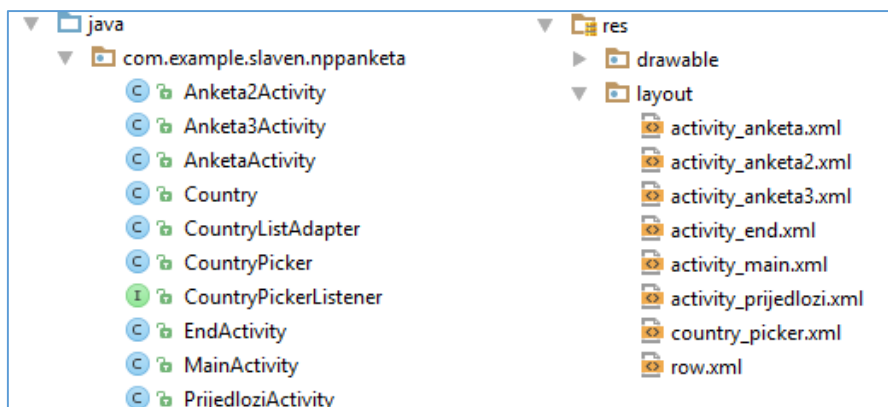 java
com.example.slaven.nppanketa
Anketa2Activity
Anketa3Activity
AnketaActivity
Country
CountryListAdapter
CountryPicker
CountryPickerListener
EndActivity
MainActivity
PrijedloziActivity
res
drawable
layout
activity_anketa.xml
activity_anketa2.xml
activity_anketa3.xml
activity_end.xml
activity_main.xml
activity_prijedlozi.xml
country_picker.xml
row.xml